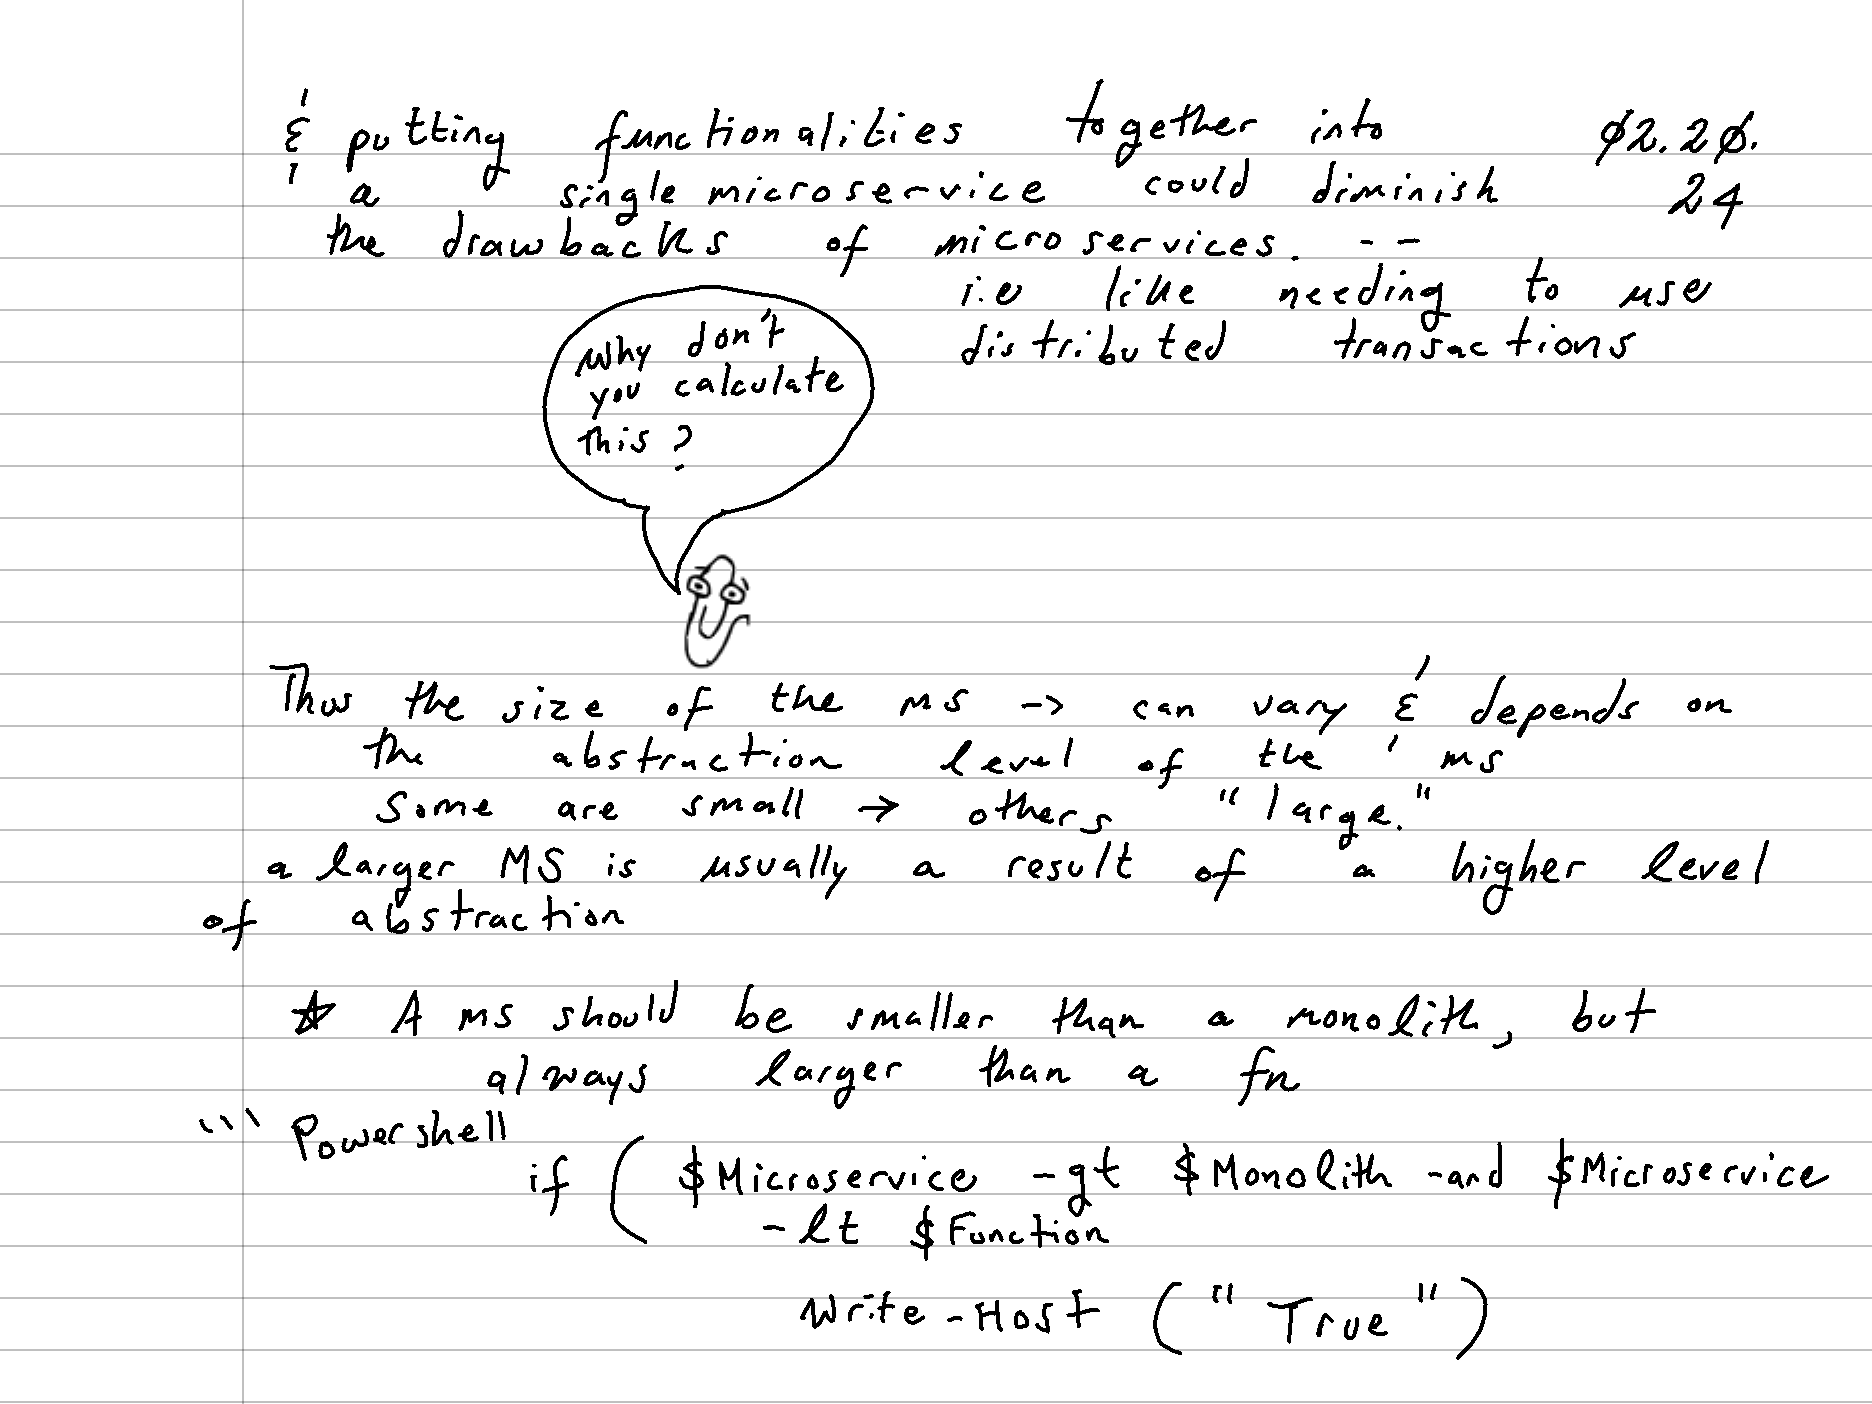 & putting functionalities together into
a single microservice could diminish
the drawbacks of microservices. --
i.e like needing to use
distributed transactions
02.20.
24
Why don't
you calculate
this?
Thus the size of the ms -> can vary & depends on
the abstraction level of the ms
Some are small → others "large."
a larger MS is usually a result of a higher level
of abstraction
☆ A ms should be smaller than a monolith, but
always larger than a fn
''' Powershell
if ( $Microservice -gt $Monolith -and $Microservice
-lt $Function
Write-Host ("True")